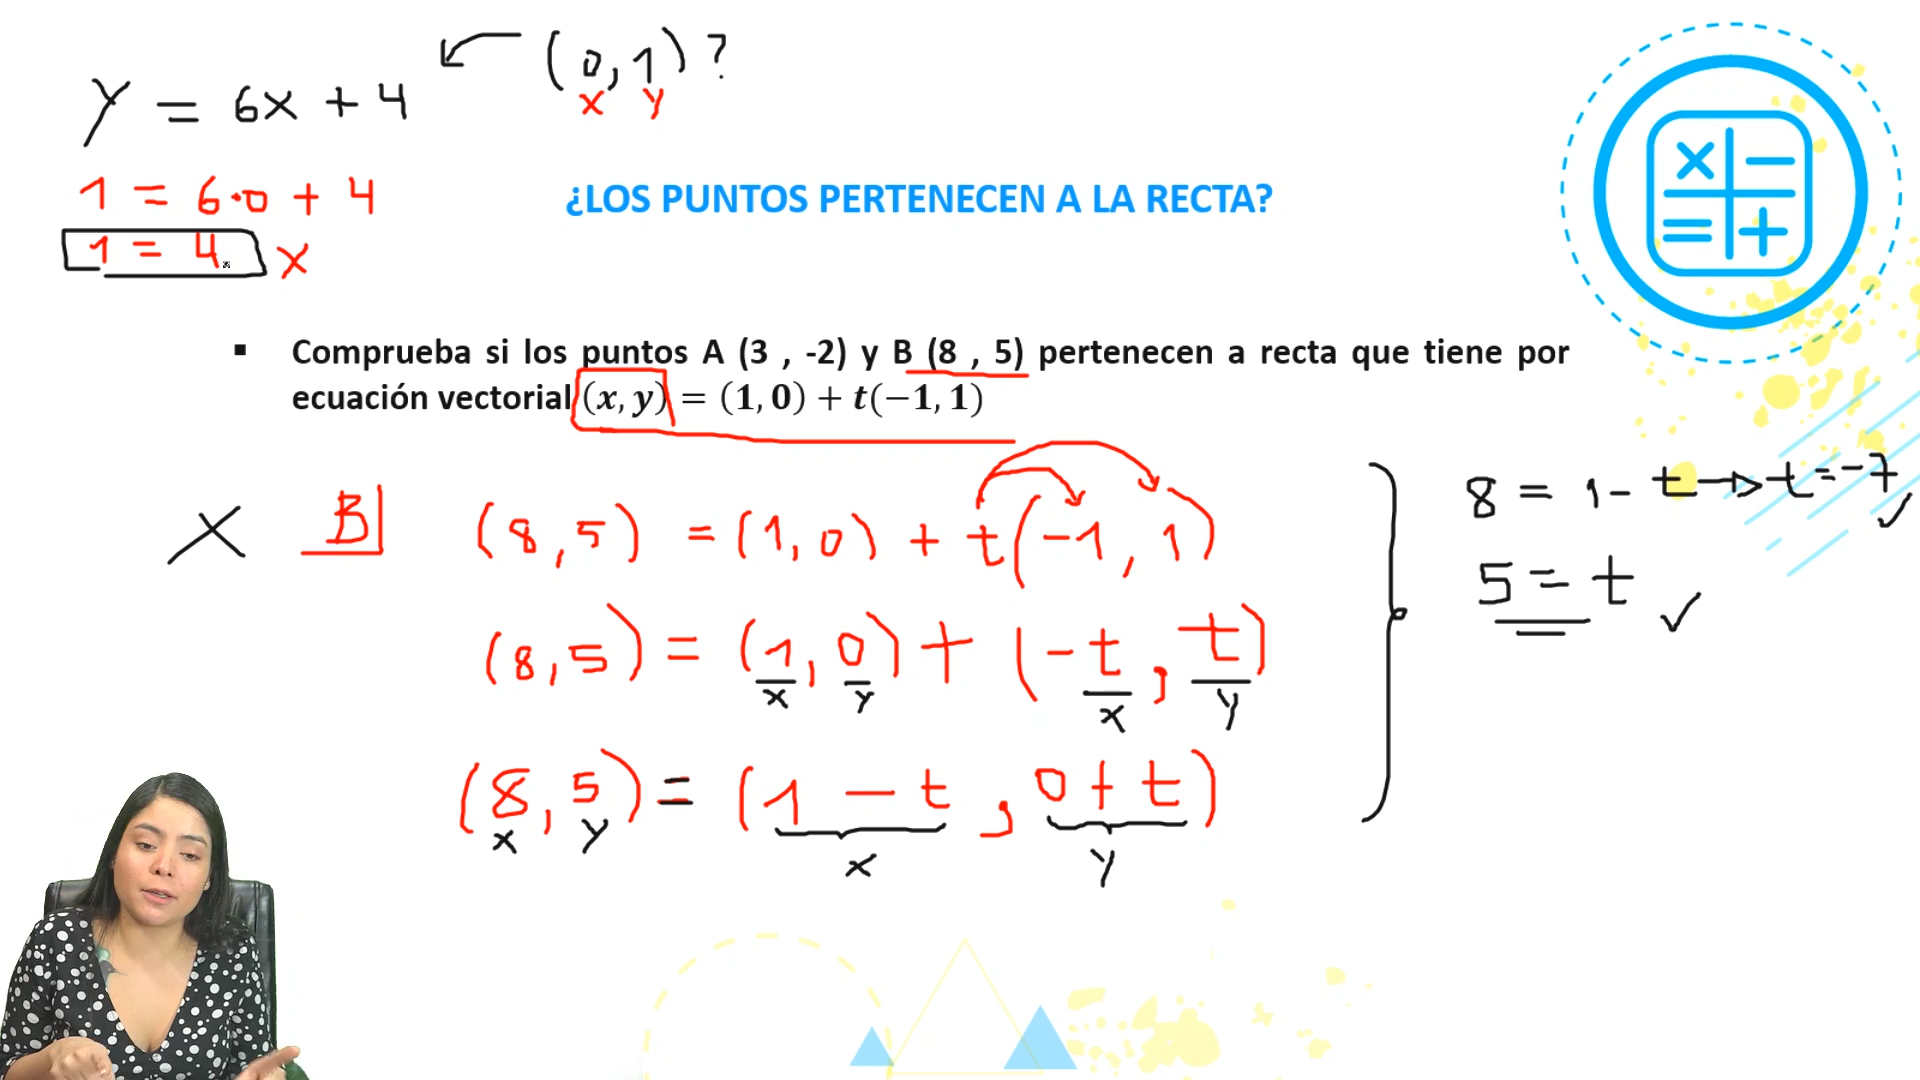 (0, 1)?
x y
y = 6x + 4
1 = 6·0 + 4
1 = 4 x
¿LOS PUNTOS PERTENECEN A LA RECTA?
▪ Comprueba si los puntos A (3 , -2) y B (8 , 5) pertenecen a recta que tiene por
ecuación vectorial (x, y) = (1, 0) + t(−1, 1)
X B (8, 5) = (1, 0) + t(-1, 1)
8 = 1 - t → t = -7 ✓
5 = t ✓
(8, 5) = (1, 0) + (-t, t)
x y x y
(8, 5) = (1 - t, 0 + t)
x y x y